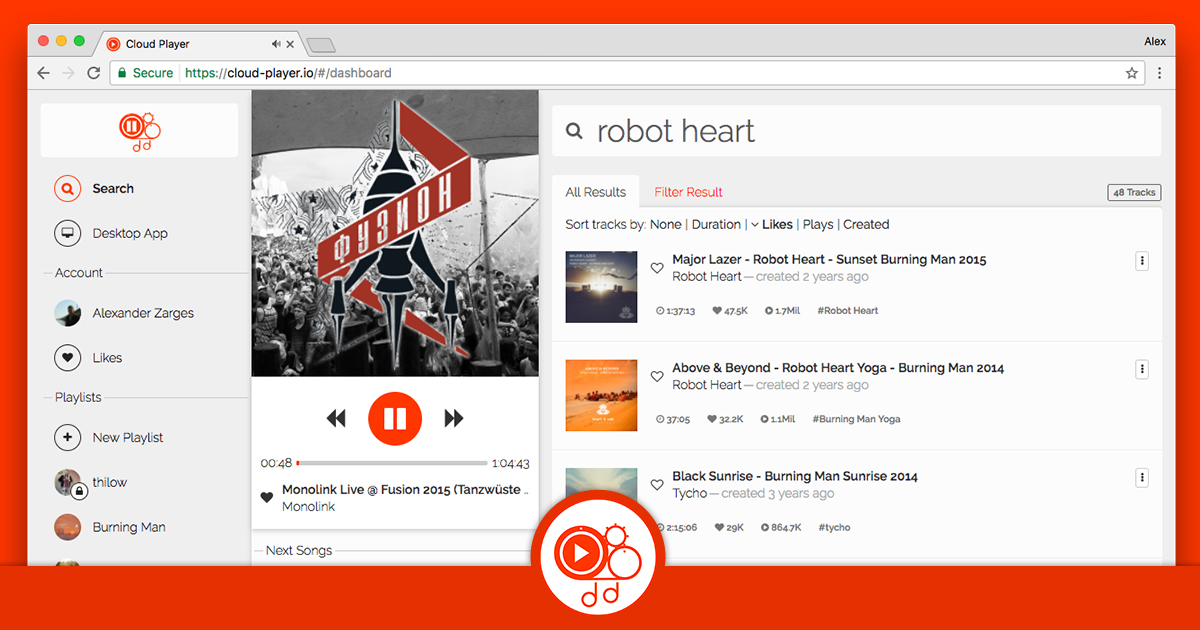 Cloud Player
Alex
Secure
https://cloud-player.io/#/dashboard
Search
Desktop App
Account
Alexander Zarges
Likes
Playlists
New Playlist
thilow
Burning Man
ФУЗИОН
00:48
1:04:43
Monolink Live @ Fusion 2015 (Tanzwüste ..
Monolink
Next Songs
robot heart
All Results
Filter Result
48 Tracks
Sort tracks by: None | Duration | Likes | Plays | Created
Major Lazer - Robot Heart - Sunset Burning Man 2015
Robot Heart — created 2 years ago
1:37:13 47.5K 1.7Mil #Robot Heart
Above & Beyond - Robot Heart Yoga - Burning Man 2014
Robot Heart — created 2 years ago
37:05 32.2K 1.1Mil #Burning Man Yoga
Black Sunrise - Burning Man Sunrise 2014
Tycho — created 3 years ago
2:15:06 29K 864.7K #tycho